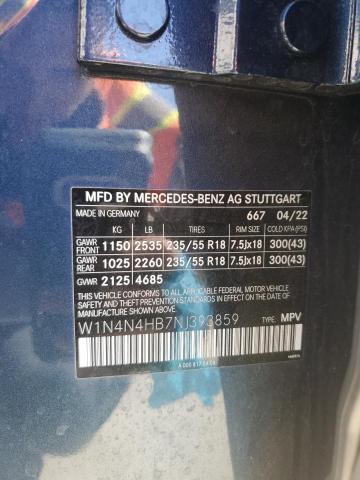 MFD BY MERCEDES-BENZ AG STUTTGART
MADE IN GERMANY 667 04/22
KG LB TIRES RIM SIZE COLD KPA (PSI)
GAWR FRONT 1150 2535 235/55 R18 7.5Jx18 300(43)
GAWR REAR 1025 2260 235/55 R18 7.5Jx18 300(43)
GVWR 2125 4685
THIS VEHICLE CONFORMS TO ALL APPLICABLE FEDERAL MOTOR VEHICLE
SAFETY STANDARDS AND THEFT PREVENTION STANDARDS
IN EFFECT ON THE DATE OF MANUFACTURE SHOWN ABOVE.
W1N4N4HB7NJ393859 TYPE: MPV